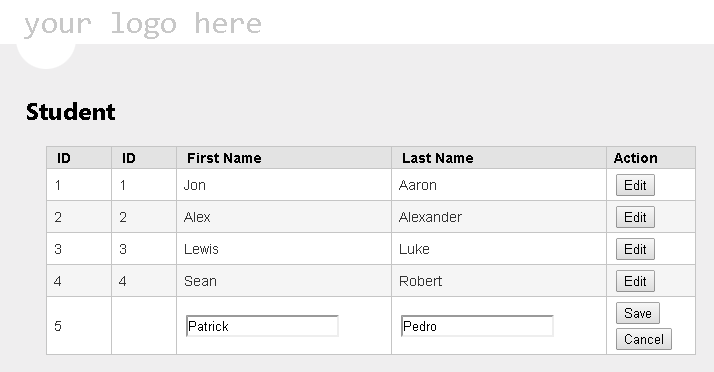 your logo here
Student
ID ID First Name Last Name Action
1 1 Jon Aaron Edit
2 2 Alex Alexander Edit
3 3 Lewis Luke Edit
4 4 Sean Robert Edit
5 Patrick Pedro Save
Cancel